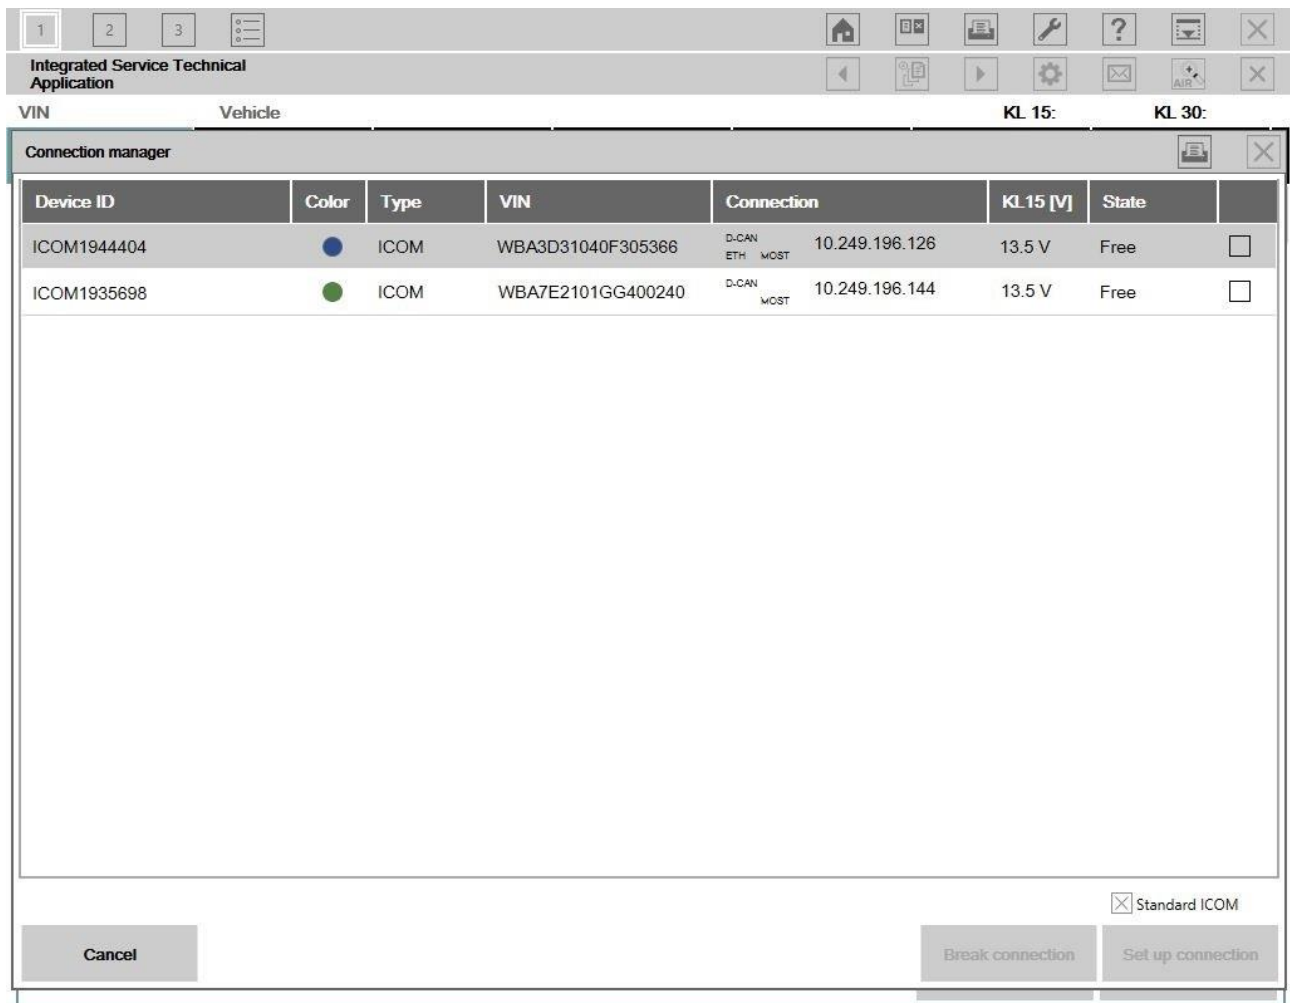 1 2 3
Integrated Service Technical
Application
AIR
VIN Vehicle KL 15: KL 30:
Connection manager
Device ID Color Type VIN Connection KL15 [V] State
ICOM1944404 ICOM WBA3D31040F305366 D-CAN ETH MOST 10.249.196.126 13.5 V Free
ICOM1935698 ICOM WBA7E2101GG400240 D-CAN MOST 10.249.196.144 13.5 V Free
Standard ICOM
Cancel Break connection Set up connection